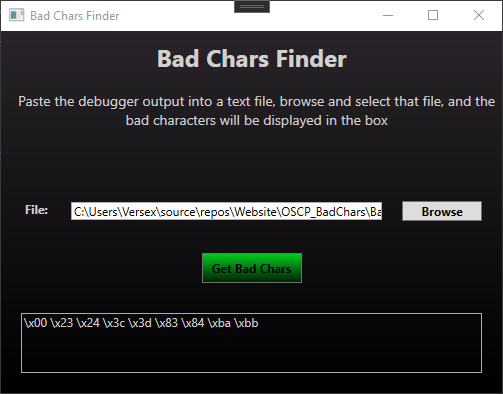 Bad Chars Finder
Bad Chars Finder
Paste the debugger output into a text file, browse and select that file, and the
bad characters will be displayed in the box
File: C:\Users\Versex\source\repos\Website\OSCP_BadChars\Ba Browse
Get Bad Chars
\x00 \x23 \x24 \x3c \x3d \x83 \x84 \xba \xbb